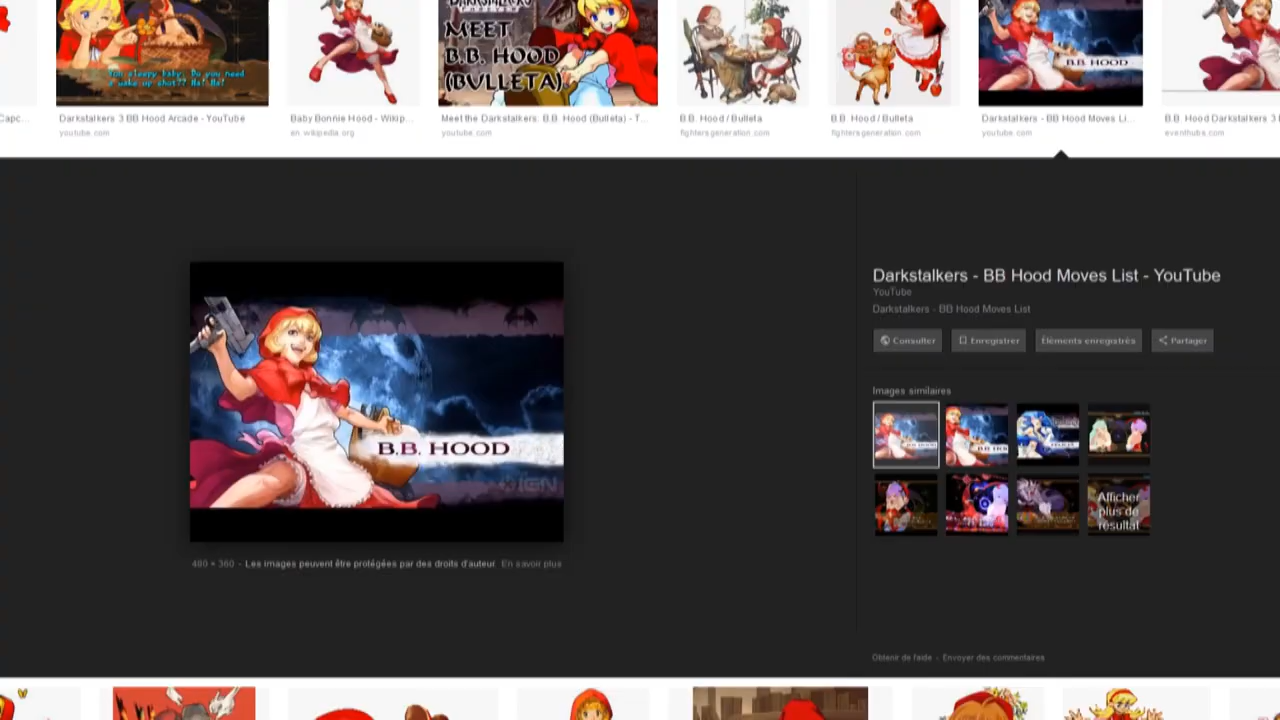 MEET
B.B. HOOD
(BULLETA)
B.B. HOOD
Capc...
Darkstalkers 3 BB Hood Arcade - YouTube
youtube.com
Baby Bonnie Hood - Wikip...
en.wikipedia.org
Meet the Darkstalkers: B.B. Hood (Bulleta) - T...
youtube.com
B.B. Hood / Bulleta
fightersgeneration.com
B.B. Hood / Bulleta
fightersgeneration.com
Darkstalkers - BB Hood Moves Li...
youtube.com
B.B. Hood Darkstalkers 3
eventhubs.com
B.B. HOOD
IGN
480 × 360 - Les images peuvent être protégées par des droits d'auteur. En savoir plus
Darkstalkers - BB Hood Moves List - YouTube
YouTube
Darkstalkers - BB Hood Moves List
Consulter
Enregistrer
Éléments enregistrés
Partager
Images similaires
Afficher
plus de
résultat
Obtenir de l'aide - Envoyer des commentaires